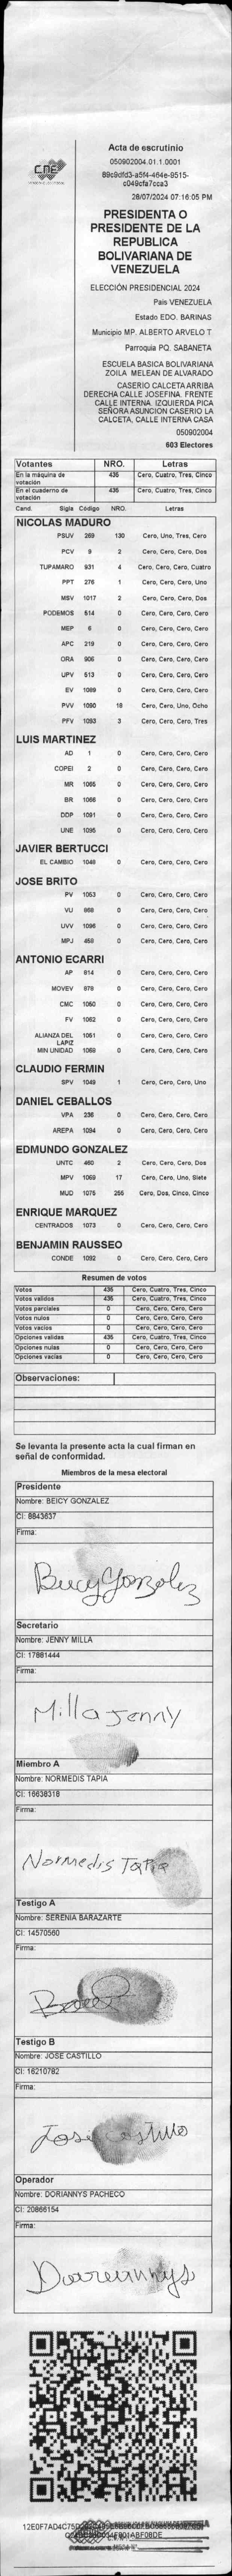 CNE
Acta de escrutinio
050902004.01.1.0001
89c9dfd3-a5f4-464e-9515-
c049cfa7cca3
28/07/2024 07:16:05 PM
PRESIDENTA O
PRESIDENTE DE LA
REPUBLICA
BOLIVARIANA DE
VENEZUELA
ELECCIÓN PRESIDENCIAL 2024
País VENEZUELA
Estado EDO. BARINAS
Municipio MP. ALBERTO ARVELO T
Parroquia PQ. SABANETA
ESCUELA BASICA BOLIVARIANA
ZOILA MELEAN DE ALVARADO
CASERIO CALCETA ARRIBA
DERECHA CALLE JOSEFINA. FRENTE
CALLE INTERNA. IZQUIERDA PICA
SEÑORA ASUNCION CASERIO LA
CALCETA, CALLE INTERNA CASA
050902004
603 Electores
Votantes NRO. Letras
En la máquina de votación 435 Cero, Cuatro, Tres, Cinco
En el cuaderno de votación 435 Cero, Cuatro, Tres, Cinco
Cand. Sigla Código NRO. Letras
NICOLAS MADURO
PSUV 269 130 Cero, Uno, Tres, Cero
PCV 9 2 Cero, Cero, Cero, Dos
TUPAMARO 931 4 Cero, Cero, Cero, Cuatro
PPT 276 1 Cero, Cero, Cero, Uno
MSV 1017 2 Cero, Cero, Cero, Dos
PODEMOS 514 0 Cero, Cero, Cero, Cero
MEP 6 0 Cero, Cero, Cero, Cero
APC 219 0 Cero, Cero, Cero, Cero
ORA 906 0 Cero, Cero, Cero, Cero
UPV 513 0 Cero, Cero, Cero, Cero
EV 1089 0 Cero, Cero, Cero, Cero
PVV 1090 18 Cero, Cero, Uno, Ocho
PFV 1093 3 Cero, Cero, Cero, Tres
LUIS MARTINEZ
AD 1 0 Cero, Cero, Cero, Cero
COPEI 2 0 Cero, Cero, Cero, Cero
MR 1065 0 Cero, Cero, Cero, Cero
BR 1066 0 Cero, Cero, Cero, Cero
DDP 1091 0 Cero, Cero, Cero, Cero
UNE 1095 0 Cero, Cero, Cero, Cero
JAVIER BERTUCCI
EL CAMBIO 1048 0 Cero, Cero, Cero, Cero
JOSE BRITO
PV 1053 0 Cero, Cero, Cero, Cero
VU 868 0 Cero, Cero, Cero, Cero
UVV 1096 0 Cero, Cero, Cero, Cero
MPJ 459 0 Cero, Cero, Cero, Cero
ANTONIO ECARRI
AP 814 0 Cero, Cero, Cero, Cero
MOVEV 878 0 Cero, Cero, Cero, Cero
CMC 1050 0 Cero, Cero, Cero, Cero
FV 1062 0 Cero, Cero, Cero, Cero
ALIANZA DEL LAPIZ 1051 0 Cero, Cero, Cero, Cero
MIN UNIDAD 1068 0 Cero, Cero, Cero, Cero
CLAUDIO FERMIN
SPV 1049 1 Cero, Cero, Cero, Uno
DANIEL CEBALLOS
VPA 236 0 Cero, Cero, Cero, Cero
AREPA 1094 0 Cero, Cero, Cero, Cero
EDMUNDO GONZALEZ
UNTC 460 2 Cero, Cero, Cero, Dos
MPV 1069 17 Cero, Cero, Uno, Siete
MUD 1075 255 Cero, Dos, Cinco, Cinco
ENRIQUE MARQUEZ
CENTRADOS 1073 0 Cero, Cero, Cero, Cero
BENJAMIN RAUSSEO
CONDE 1092 0 Cero, Cero, Cero, Cero
Resumen de votos
Votos 435 Cero, Cuatro, Tres, Cinco
Votos validos 435 Cero, Cuatro, Tres, Cinco
Votos parciales 0 Cero, Cero, Cero, Cero
Votos nulos 0 Cero, Cero, Cero, Cero
Votos vacios 0 Cero, Cero, Cero, Cero
Opciones validas 435 Cero, Cuatro, Tres, Cinco
Opciones nulas 0 Cero, Cero, Cero, Cero
Opciones vacias 0 Cero, Cero, Cero, Cero
Observaciones:
Se levanta la presente acta la cual firman en
señal de conformidad.
Miembros de la mesa electoral
Presidente
Nombre: BEICY GONZALEZ
CI: 8843637
Firma:
Beicy Gonzalez
Secretario
Nombre: JENNY MILLA
CI: 17881444
Firma:
Milla Jenny
Miembro A
Nombre: NORMEDIS TAPIA
CI: 16638318
Firma:
Normedis Tapia
Testigo A
Nombre: SERENIA BARAZARTE
CI: 14570560
Firma:
Testigo B
Nombre: JOSE CASTILLO
CI: 16210782
Firma:
Jose Castillo
Operador
Nombre: DORIANNYS PACHECO
CI: 20866154
Firma:
Doriannys